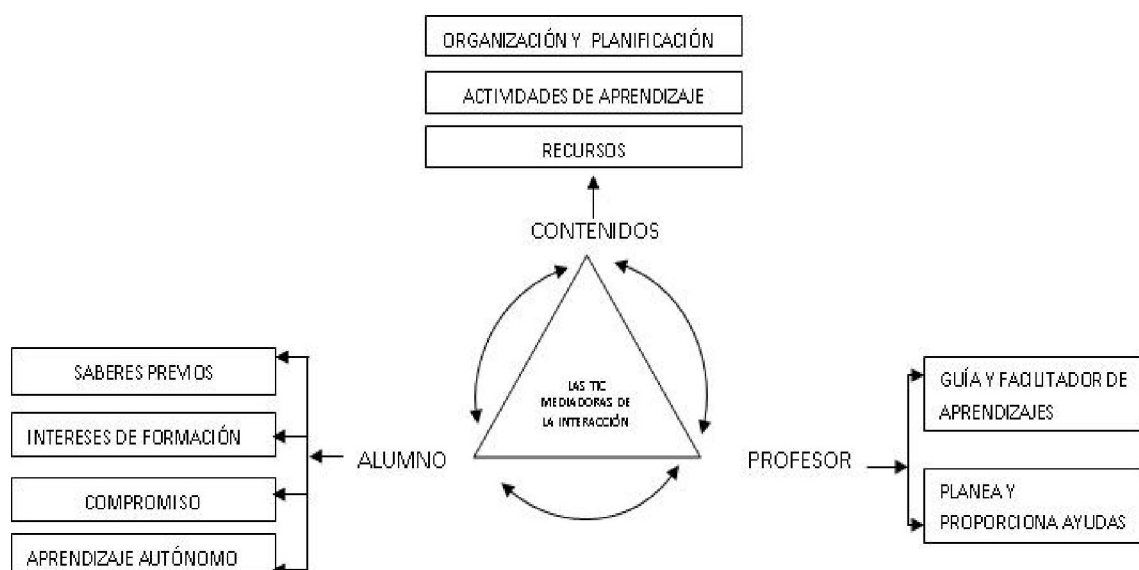 ORGANIZACIÓN Y PLANIFICACIÓN
ACTIVIDADES DE APRENDIZAJE
RECURSOS
CONTENIDOS
LAS TIC
MEDIADORAS DE
LA INTERACCIÓN
ALUMNO
SABERES PREVIOS
INTERESES DE FORMACIÓN
COMPROMISO
APRENDIZAJE AUTÓNOMO
PROFESOR
GUÍA Y FACILITADOR DE
APRENDIZAJES
PLANEA Y
PROPORCIONA AYUDAS